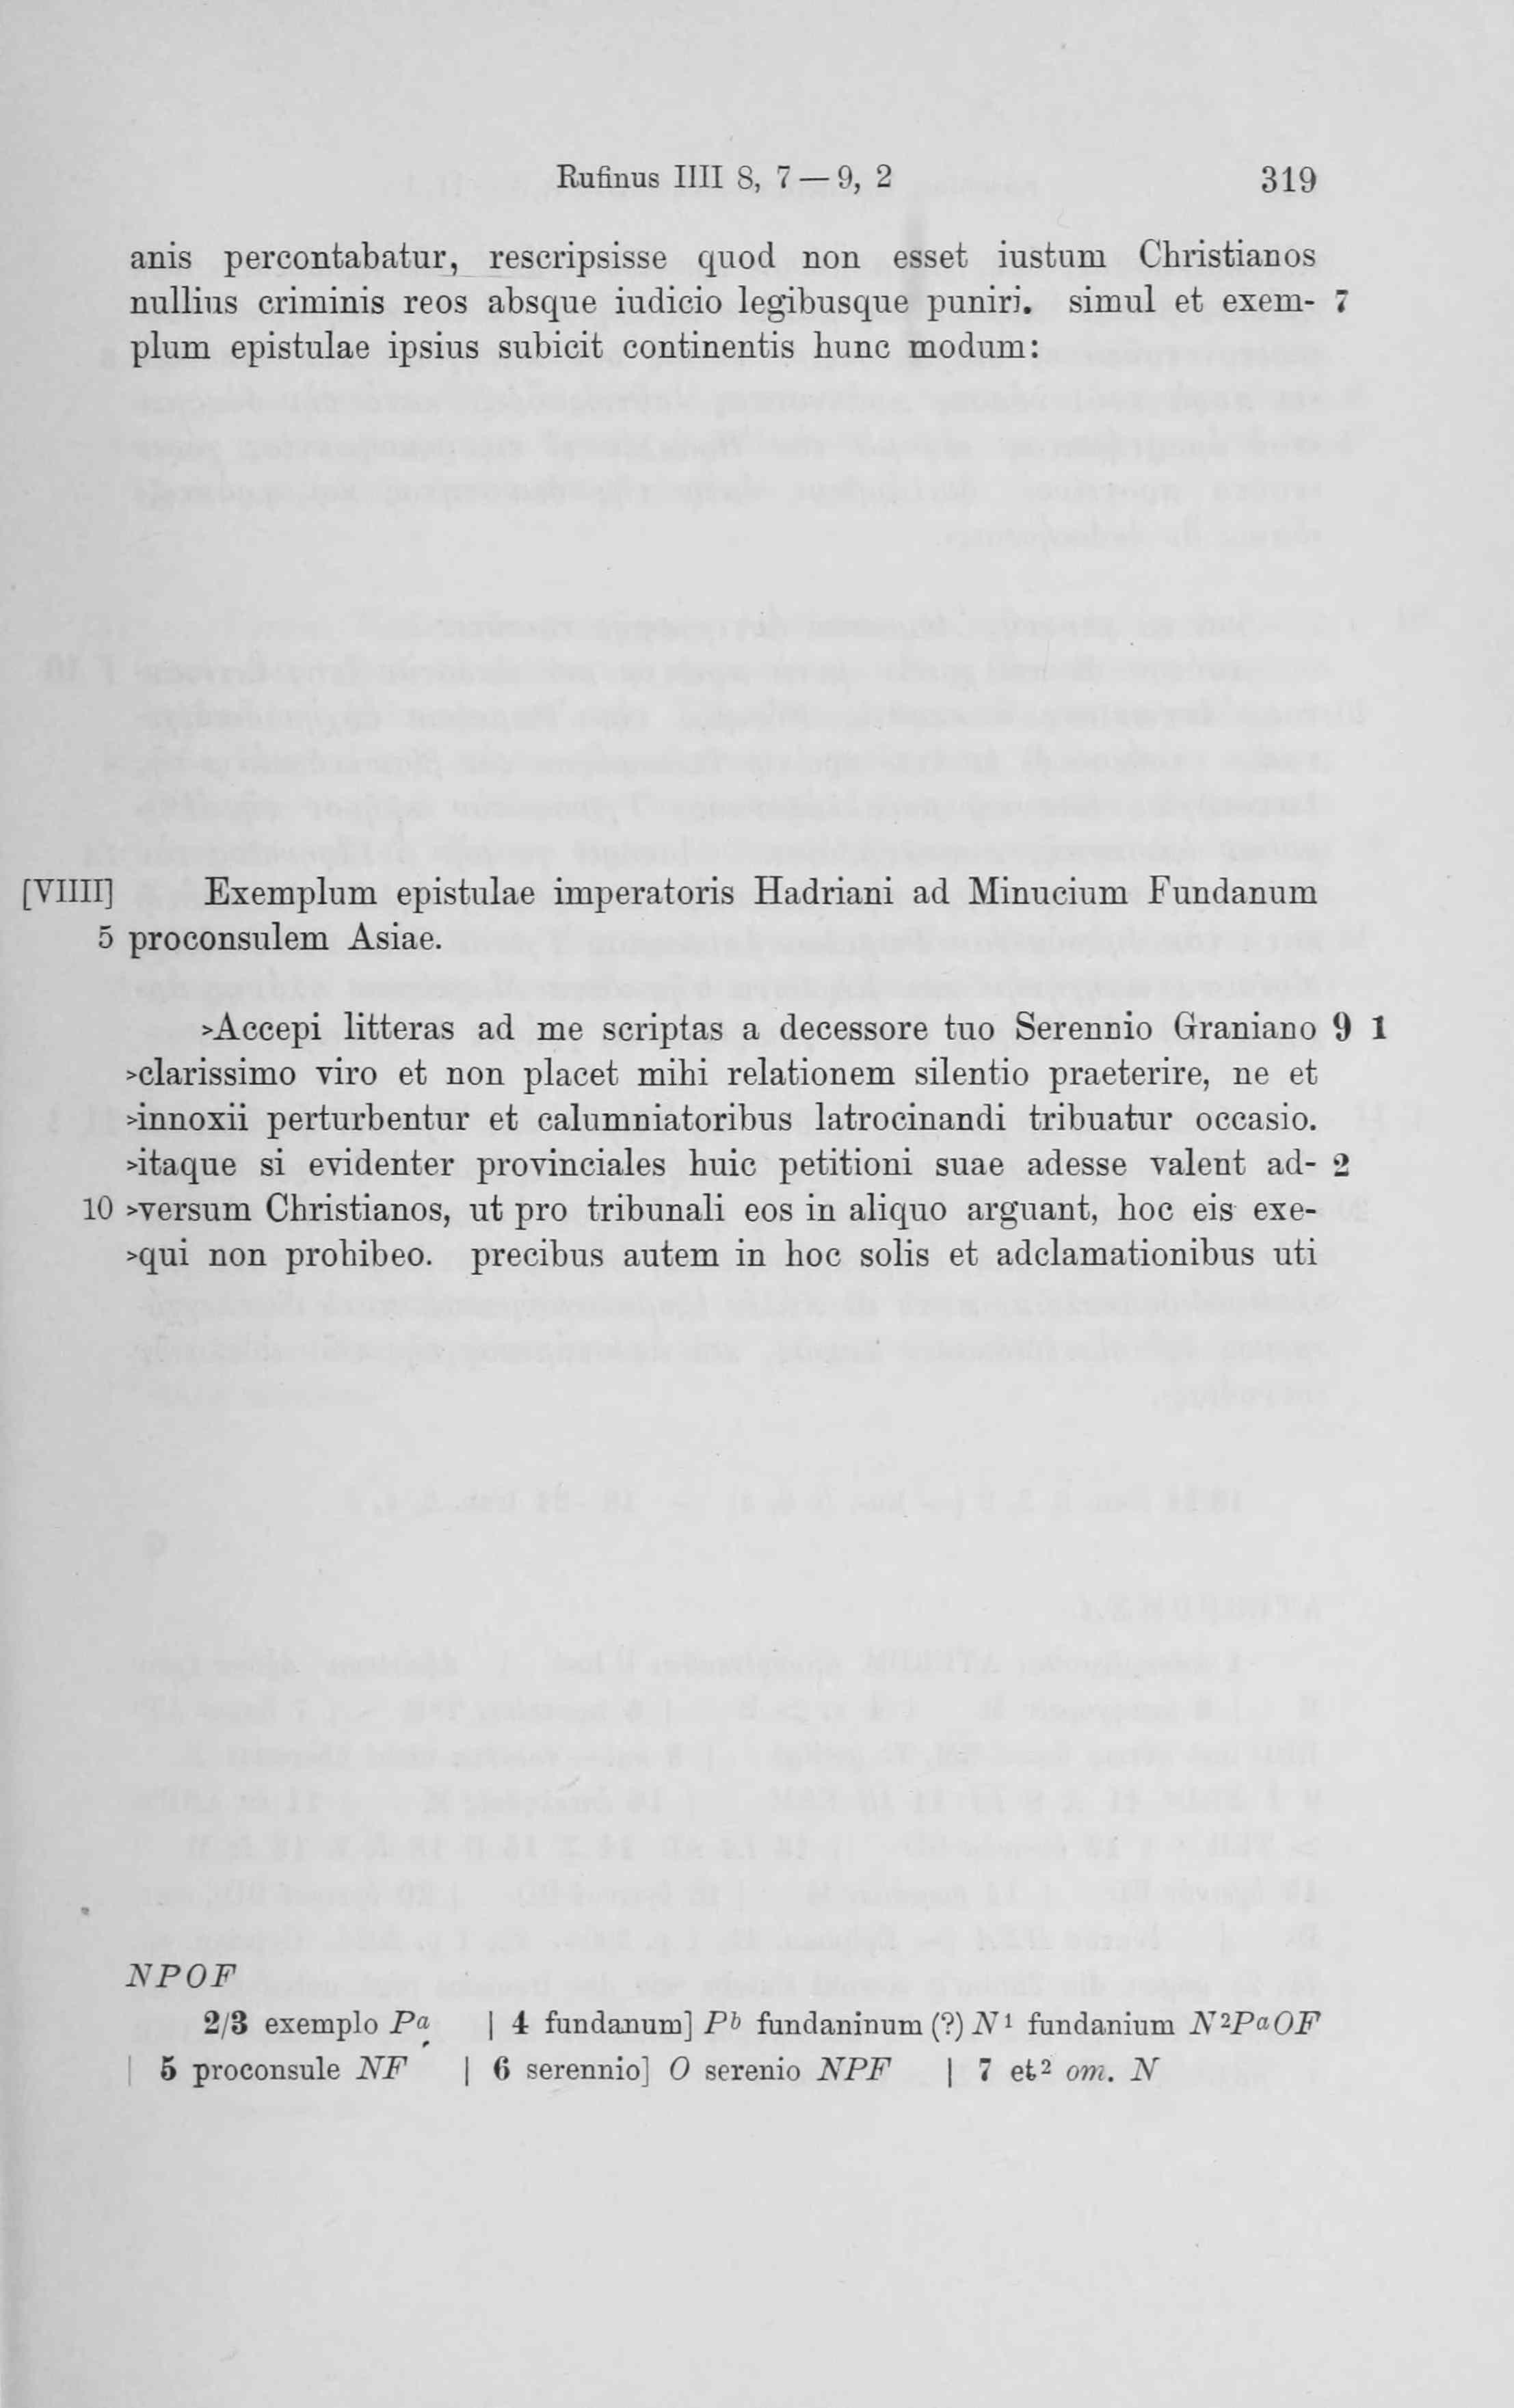 Rufinus IIII 8, 7 — 9, 2 319
anis percontabatur, rescripsisse quod non esset iustum Christianos
nullius criminis reos absque iudicio legibusque puniri. simul et exem- 7
plum epistulae ipsius subicit continentis hunc modum:
[VIIII] Exemplum epistulae imperatoris Hadriani ad Minucium Fundanum
5 proconsulem Asiae.
>Accepi litteras ad me scriptas a decessore tuo Serennio Graniano 9 1
>clarissimo viro et non placet mihi relationem silentio praeterire, ne et
>innoxii perturbentur et calumniatoribus latrocinandi tribuatur occasio.
>itaque si evidenter provinciales huic petitioni suae adesse valent ad- 2
10 >versum Christianos, ut pro tribunali eos in aliquo arguant, hoc eis exe-
>qui non prohibeo. precibus autem in hoc solis et adclamationibus uti
NPOF
2/3 exemplo Pa | 4 fundanum] Pb fundaninum (?) N1 fundanium N2PaOF
| 5 proconsule NF | 6 serennio] O serenio NPF | 7 et2 om. N